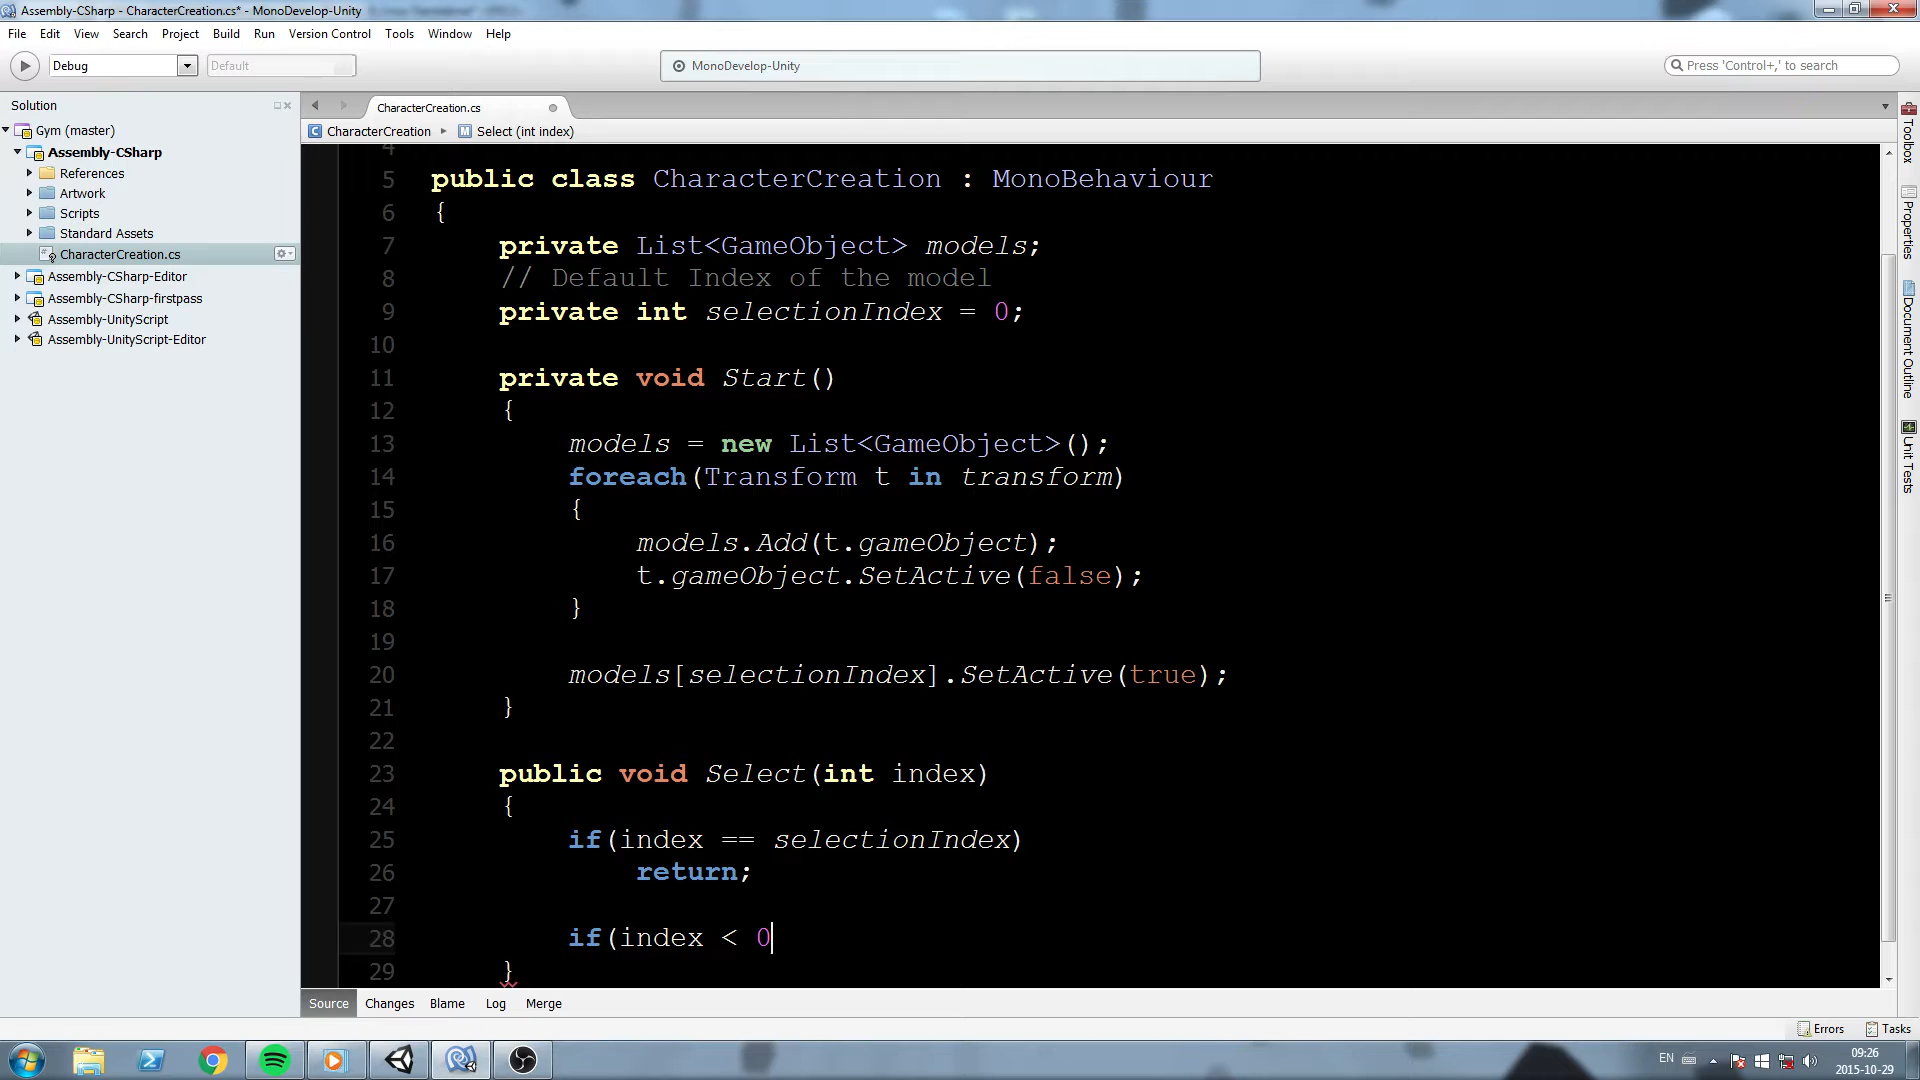 Assembly-CSharp - CharacterCreation.cs* - MonoDevelop-Unity
File Edit View Search Project Build Run Version Control Tools Window Help
Debug Default MonoDevelop-Unity Press 'Control+,' to search
Solution
Gym (master)
Assembly-CSharp
References
Artwork
Scripts
Standard Assets
CharacterCreation.cs
Assembly-CSharp-Editor
Assembly-CSharp-firstpass
Assembly-UnityScript
Assembly-UnityScript-Editor
CharacterCreation.cs
CharacterCreation Select (int index)
4
5 public class CharacterCreation : MonoBehaviour
6 {
7 private List<GameObject> models;
8 // Default Index of the model
9 private int selectionIndex = 0;
10
11 private void Start()
12 {
13 models = new List<GameObject>();
14 foreach(Transform t in transform)
15 {
16 models.Add(t.gameObject);
17 t.gameObject.SetActive(false);
18 }
19
20 models[selectionIndex].SetActive(true);
21 }
22
23 public void Select(int index)
24 {
25 if(index == selectionIndex)
26 return;
27
28 if(index < 0
29 }
Toolbox
Properties
Document Outline
Unit Tests
Source Changes Blame Log Merge
Errors Tasks
EN
09:26
2015-10-29